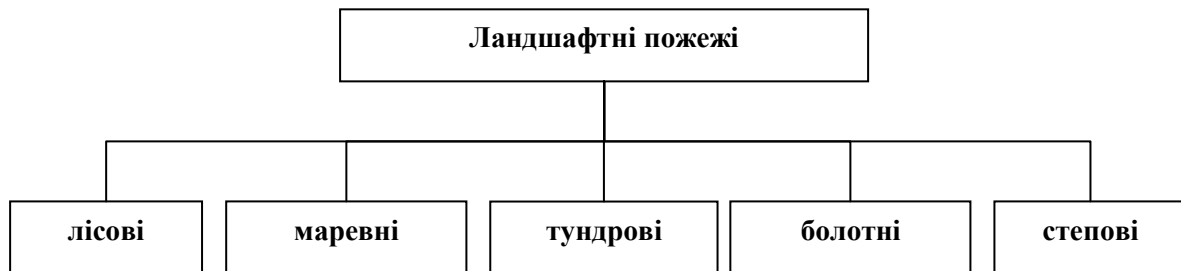 Ландшафтні пожежі
лісові
маревні
тундрові
болотні
степові